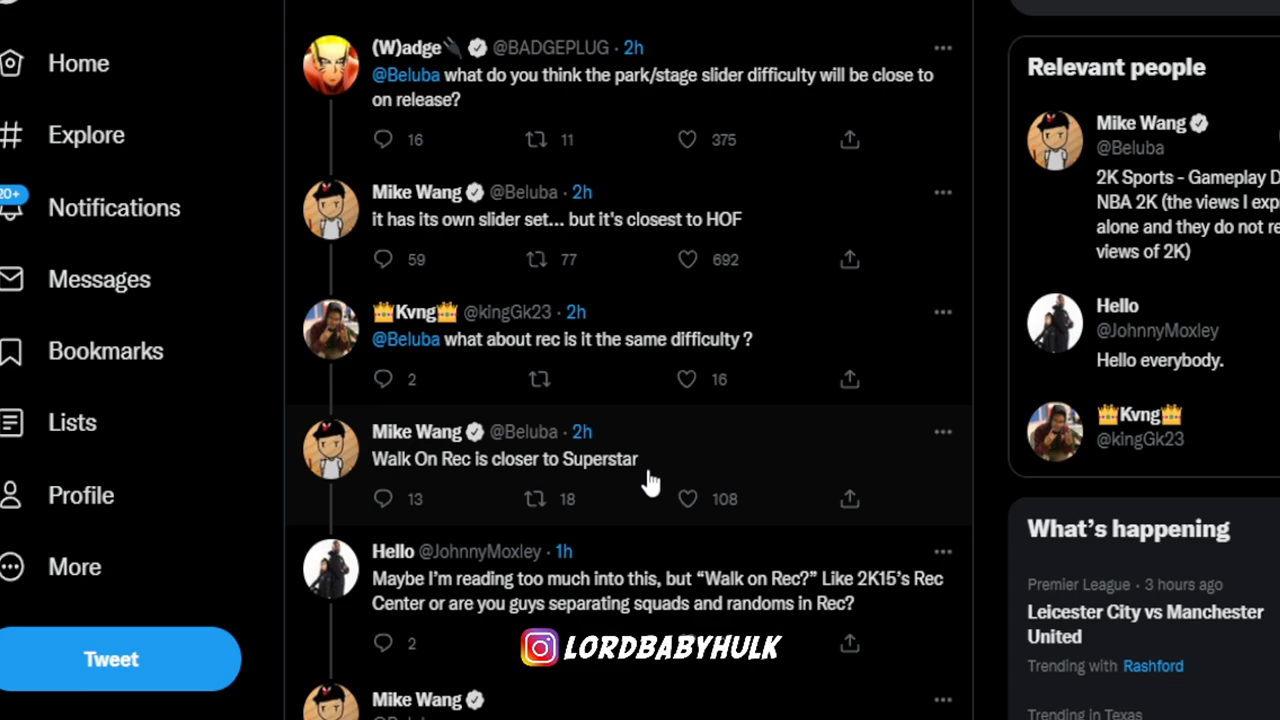 Home
Explore
20+
Notifications
Messages
Bookmarks
Lists
Profile
More
Tweet
(W)adge @BADGEPLUG · 2h
@Beluba what do you think the park/stage slider difficulty will be close to
on release?
16 11 375
Mike Wang @Beluba · 2h
it has its own slider set... but it's closest to HOF
59 77 692
👑Kvng👑 @kingGk23 · 2h
@Beluba what about rec is it the same difficulty ?
2 16
Mike Wang @Beluba · 2h
Walk On Rec is closer to Superstar
13 18 108
Hello @JohnnyMoxley · 1h
Maybe I'm reading too much into this, but “Walk on Rec?” Like 2K15's Rec
Center or are you guys separating squads and randoms in Rec?
2
LORDBABYHULK
Mike Wang
Relevant people
Mike Wang
@Beluba
2K Sports - Gameplay D
NBA 2K (the views I exp
alone and they do not re
views of 2K)
Hello
@JohnnyMoxley
Hello everybody.
👑Kvng👑
@kingGk23
What's happening
Premier League · 3 hours ago
Leicester City vs Manchester
United
Trending with Rashford
Trending in Texas